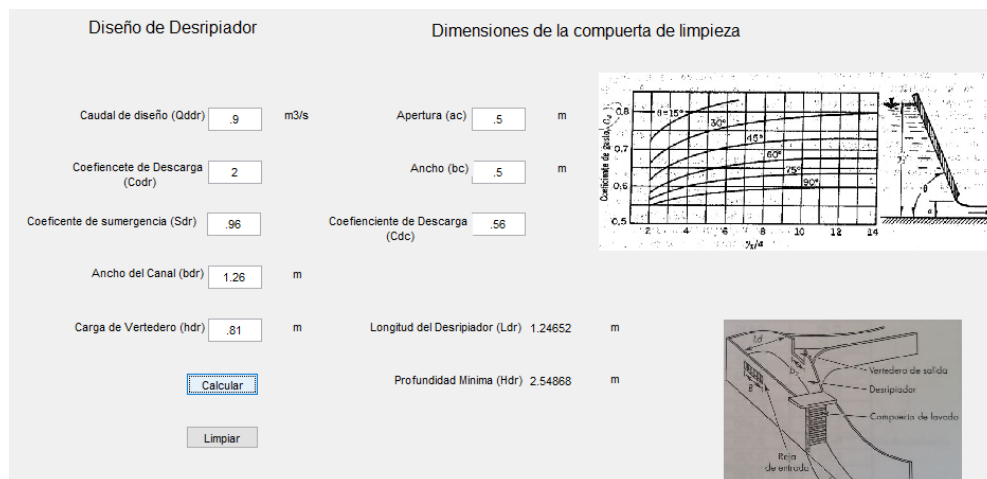 Diseño de Desripiador
Dimensiones de la compuerta de limpieza
Caudal de diseño (Qddr) .9 m3/s
Apertura (ac) .5 m
Coefiencete de Descarga
(Codr) 2
Ancho (bc) .5 m
Coeficente de sumergencia (Sdr) .96
Coefienciente de Descarga
(Cdc) .56
Ancho del Canal (bdr) 1.26 m
Carga de Vertedero (hdr) .81 m
Longitud del Desripiador (Ldr) 1.24652 m
Calcular
Profundidad Minima (Hdr) 2.54868 m
Limpiar
Coeficiente de gasto,
0.8
0.7
0.6
0.5
θ=15°
30°
45°
60°
75°
90°
2 4 6 8 10 12 14
y₁/a
θ
a
Ld
B
Vertedero de salida
Desripiador
Compuerta de lavado
Reja
de entrada